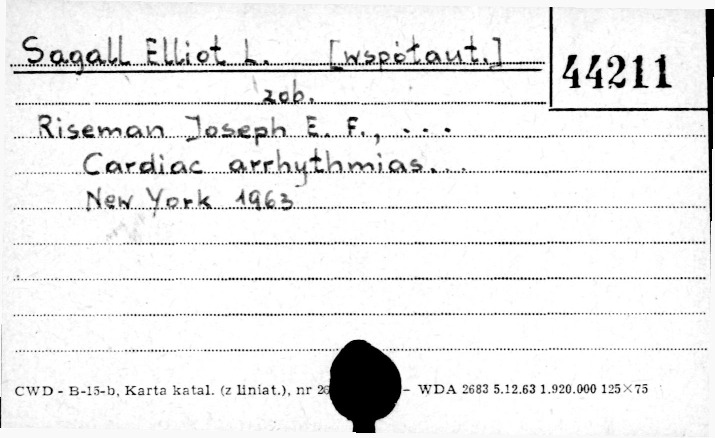 Sagall Elliot L. [współaut.]
44211
zob.
Riseman Joseph E. F., ...
Cardiac arrhythmias...
New York 1963
CWD - B-15-b, Karta katal. (z liniat.), nr 26 - WDA 2683 5.12.63 1.920.000 125×75